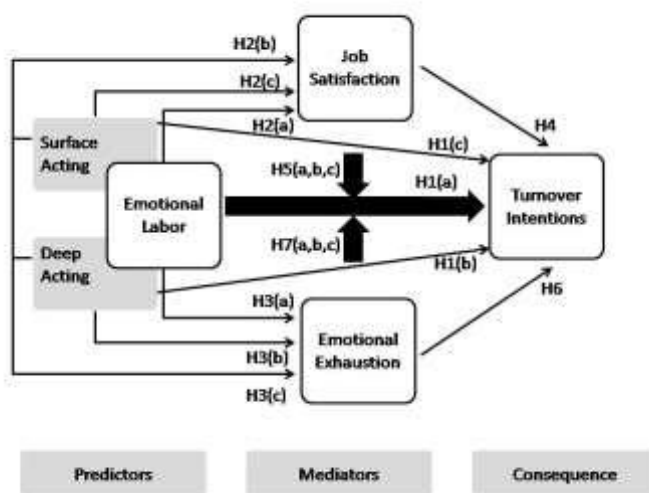 H2(b)
Job
Satisfaction
H2(c)
H2(a)
H4
Surface
Acting
H1(c)
H5(a,b,c)
H1(a)
Emotional
Labor
Turnover
Intentions
H7(a,b,c)
Deep
Acting
H1(b)
H3(a)
H6
Emotional
Exhaustion
H3(b)
H3(c)
Predictors
Mediators
Consequence